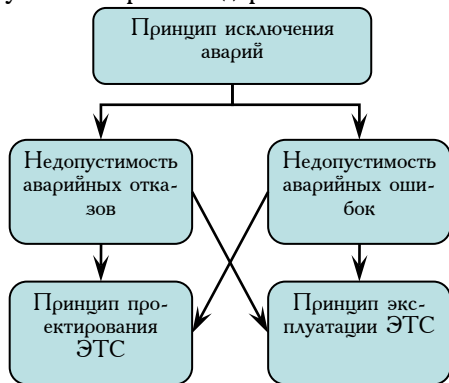 Принцип исключения
аварий
Недопустимость
аварийных отка-
зов
Недопустимость
аварийных оши-
бок
Принцип про-
ектирования
ЭТС
Принцип экс-
плуатации ЭТС